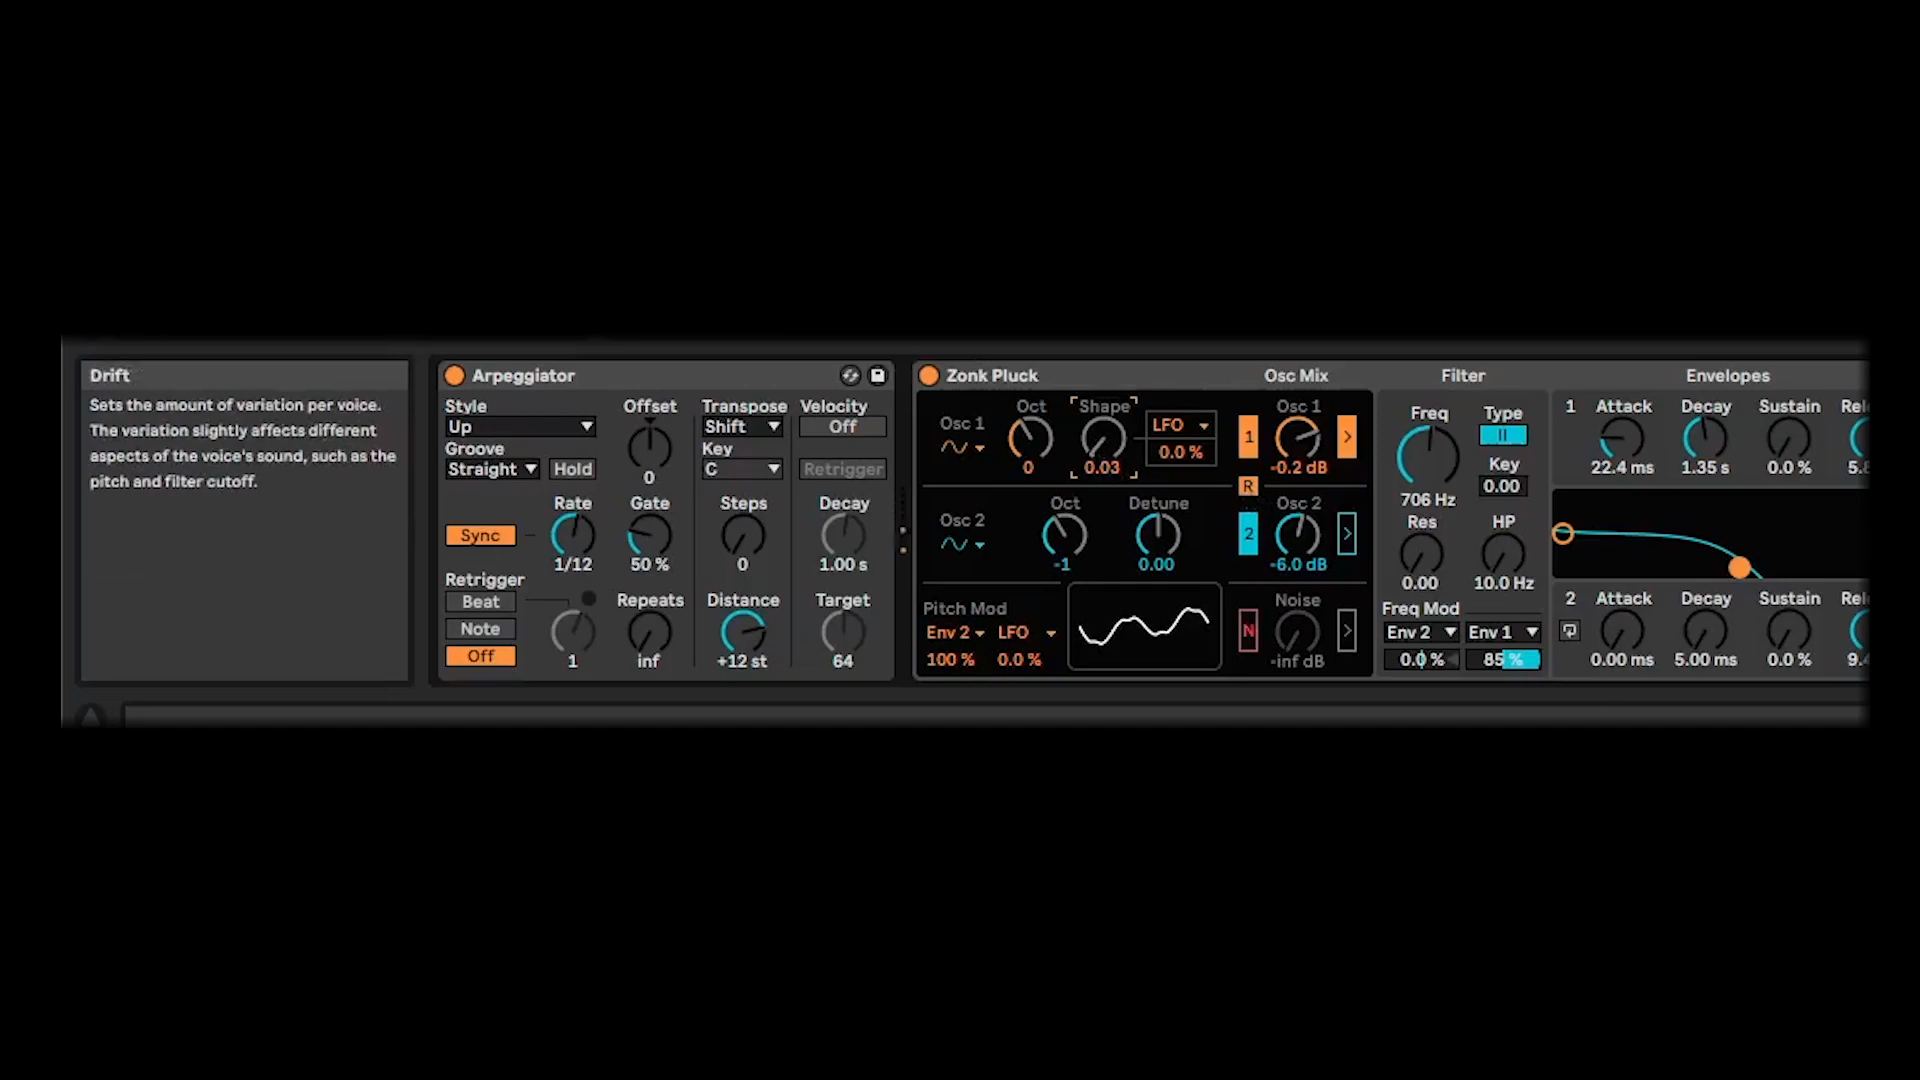 Drift
Sets the amount of variation per voice.
The variation slightly affects different
aspects of the voice's sound, such as the
pitch and filter cutoff.
Arpeggiator
Style
Up
Groove
Straight
Hold
Sync
Rate
1/12
Retrigger
Beat
Note
Off
1
Offset
0
Gate
50 %
Repeats
inf
Transpose
Shift
Key
C
Steps
0
Distance
+12 st
Velocity
Off
Retrigger
Decay
1.00 s
Target
64
Zonk Pluck
Osc 1
Oct
0
Shape
0.03
LFO
0.0 %
Osc 2
Oct
-1
Detune
0.00
Pitch Mod
Env 2
LFO
100 %
0.0 %
Osc Mix
1
Osc 1
-0.2 dB
R
2
Osc 2
-6.0 dB
N
Noise
-inf dB
Filter
Freq
706 Hz
Type
II
Key
0.00
Res
0.00
HP
10.0 Hz
Freq Mod
Env 2
Env 1
0.0 %
85 %
Envelopes
1
Attack
22.4 ms
Decay
1.35 s
Sustain
0.0 %
2
Attack
0.00 ms
Decay
5.00 ms
Sustain
0.0 %